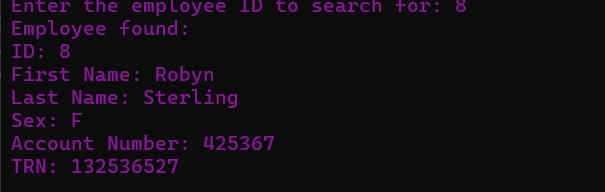 Enter the employee ID to search for: 8
Employee found:
ID: 8
First Name: Robyn
Last Name: Sterling
Sex: F
Account Number: 425367
TRN: 132536527